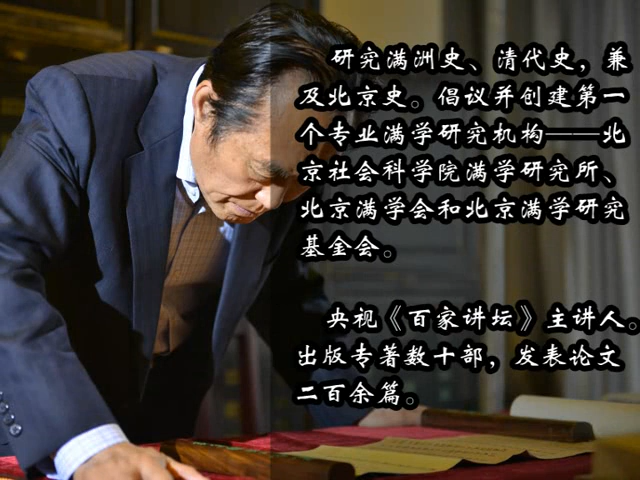 研究满洲史、清代史，兼
及北京史。倡议并创建第一
个专业满学研究机构——北
京社会科学院满学研究所、
北京满学会和北京满学研究
基金会。
央视《百家讲坛》主讲人。
出版专著数十部，发表论文
二百余篇。